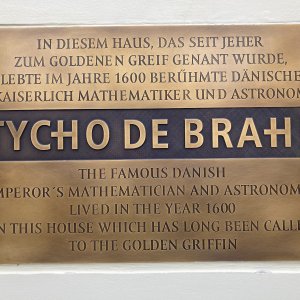 IN DIESEM HAUS, DAS SEIT JEHER
ZUM GOLDENEN GREIF GENANT WURDE,
LEBTE IM JAHRE 1600 BERÜHMTE DÄNISCHE
KAISERLICH MATHEMATIKER UND ASTRONOM
TYCHO DE BRAHE
THE FAMOUS DANISH
EMPEROR´S MATHEMATICIAN AND ASTRONOM
LIVED IN THE YEAR 1600
IN THIS HOUSE WHICH HAS LONG BEEN CALLE
TO THE GOLDEN GRIFFIN